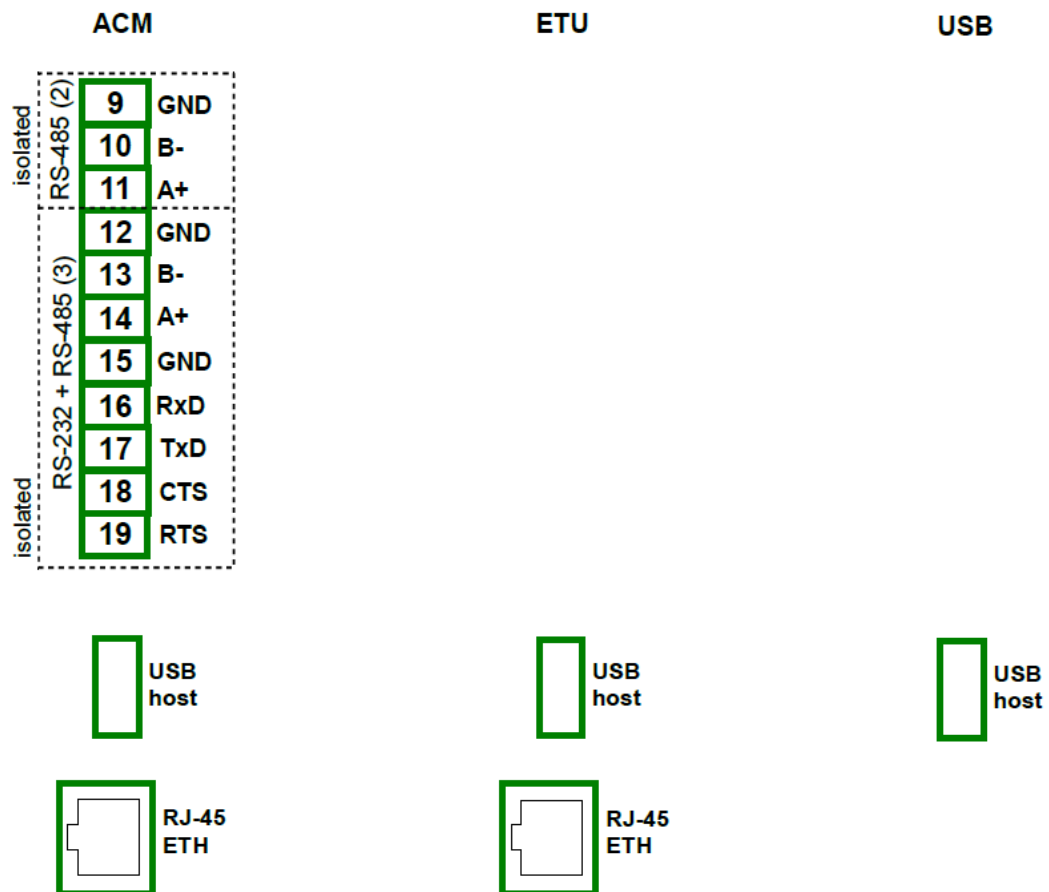 ACM
ETU
USB
isolated
RS-485 (2)
9 GND
10 B-
11 A+
isolated
RS-232 + RS-485 (3)
12 GND
13 B-
14 A+
15 GND
16 RxD
17 TxD
18 CTS
19 RTS
USB
host
USB
host
USB
host
RJ-45
ETH
RJ-45
ETH